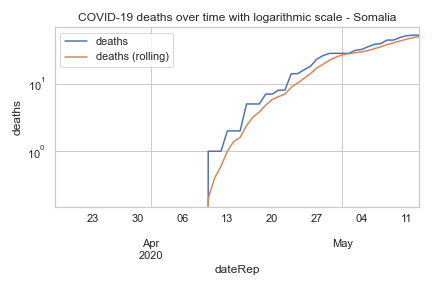 COVID-19 deaths over time with logarithmic scale - Somalia
deaths
deaths (rolling)
deaths
10¹
10⁰
23 30 06 13 20 27 04 11
Apr May
2020
dateRep